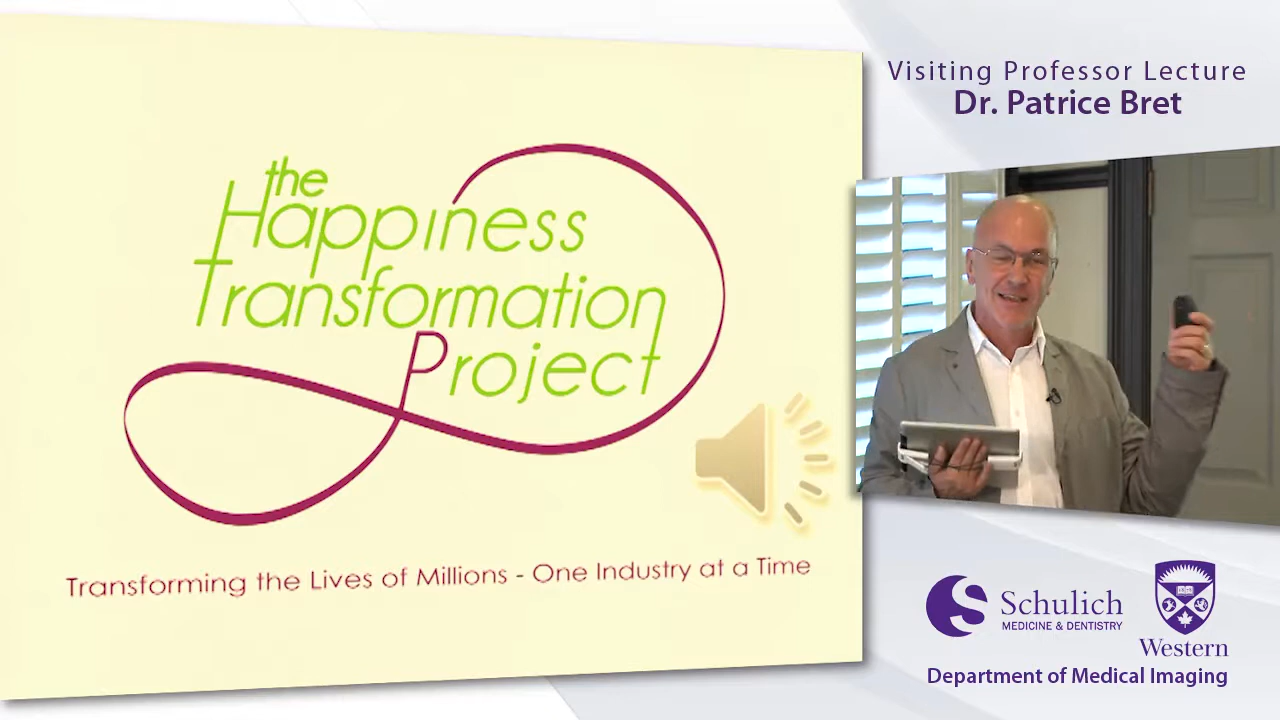 the
Happiness
Transformation
Project
Transforming the Lives of Millions - One Industry at a Time
Visiting Professor Lecture
Dr. Patrice Bret
Schulich
MEDICINE & DENTISTRY
Western
Department of Medical Imaging